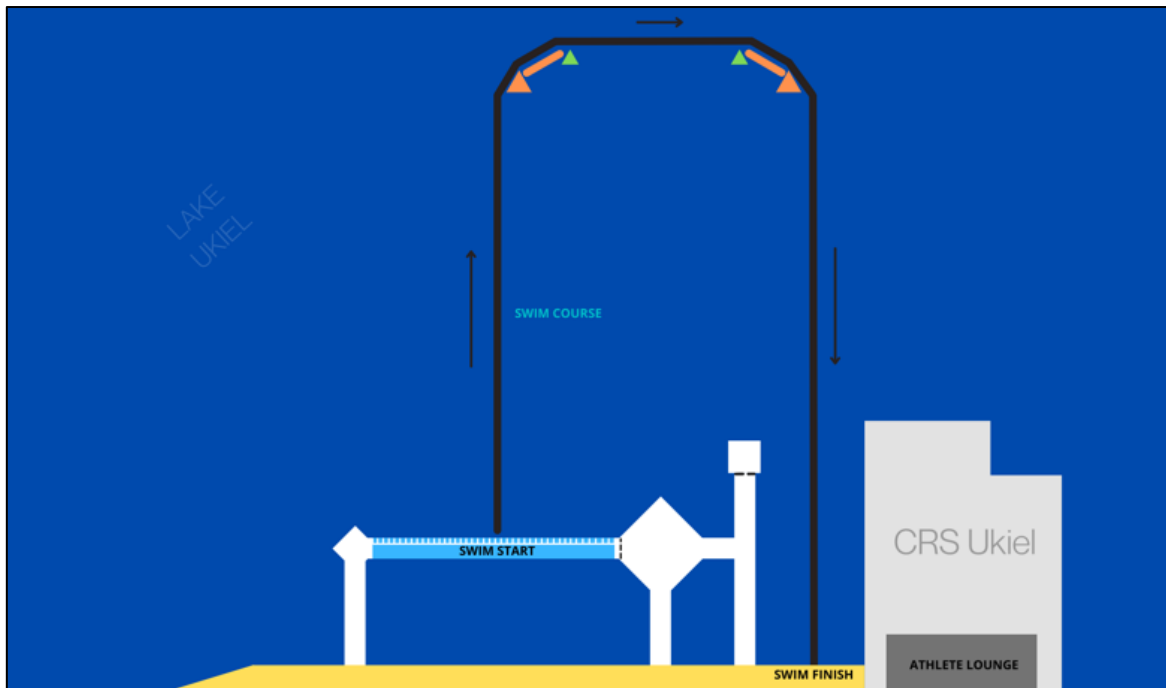 LAKE
UKIEL
SWIM COURSE
SWIM START
CRS Ukiel
ATHLETE LOUNGE
SWIM FINISH